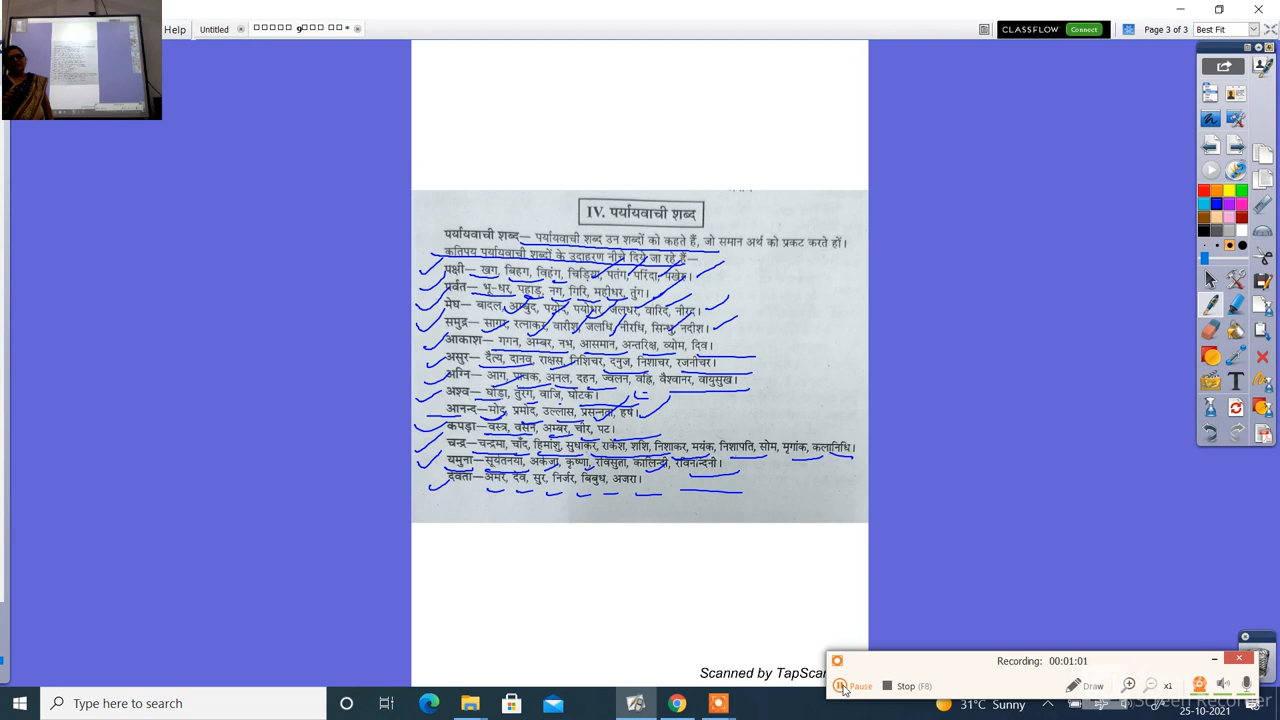 Help Untitled 9 *
CLASSFLOW Connect Page 3 of 3 Best Fit
IV. पर्यायवाची शब्द
पर्यायवाची शब्द— पर्यायवाची शब्द उन शब्दों को कहते हैं, जो समान अर्थ को प्रकट करते हों।
कतिपय पर्यायवाची शब्दों के उदाहरण नीचे दिये जा रहे हैं—
पक्षी— खग, बिहग, विहंग, चिड़िया, पतंग, परिंदा, पखेरू।
पर्वत— भू-धर, पहाड़, नग, गिरि, महीधर, तुंग।
मेघ— बादल, अम्बुद, पयोद, पयोधर, जलधर, वारिद, नीरद।
समुद्र— सागर, रत्नाकर, वारीश, जलधि, नीरधि, सिन्धु, नदीश।
आकाश— गगन, अम्बर, नभ, आसमान, अन्तरिक्ष, व्योम, दिव।
असुर— दैत्य, दानव, राक्षस, निशिचर, दनुज, निशाचर, रजनीचर।
अग्नि— आग, पावक, अनल, दहन, ज्वलन, वह्नि, वैश्वानर, वायुसुख।
अश्व— घोड़ा, तुरग, वाजि, घोटक।
आनन्द— मोद, प्रमोद, उल्लास, प्रसन्नता, हर्ष।
कपड़ा— वस्त्र, वसन, अम्बर, चीर, पट।
चन्द्र— चन्द्रमा, चाँद, हिमांशु, सुधाकर, राकेश, शशि, निशाकर, मयंक, निशापति, सोम, मृगांक, कलानिधि।
यमुना— सूर्यतनया, अर्कजा, कृष्णा, रविसुता, कालिन्दी, रविनन्दिनी।
देवता— अमर, देव, सुर, निर्जर, बिबुध, अजरा।
Scanned by TapScan
Recording: 00:01:01
Pause Stop (F8) Draw x1
Screen Recorder
Type here to search 31°C Sunny
25-10-2021